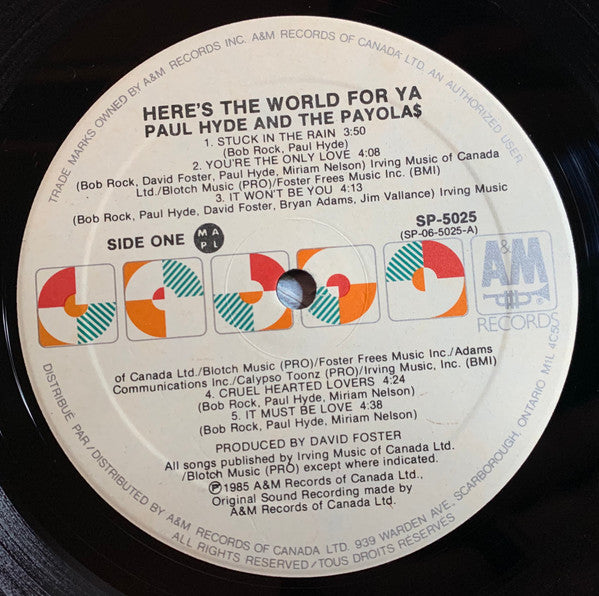 TRADE MARKS OWNED BY A&M RECORDS INC. A&M RECORDS OF CANADA LTD. AN AUTHORIZED USER
HERE'S THE WORLD FOR YA
PAUL HYDE AND THE PAYOLA$
1. STUCK IN THE RAIN 3:50
(Bob Rock, Paul Hyde)
2. YOU'RE THE ONLY LOVE 4:08
(Bob Rock, David Foster, Paul Hyde, Miriam Nelson) Irving Music of Canada
Ltd./Blotch Music (PRO)/Foster Frees Music Inc. (BMI)
3. IT WON'T BE YOU 4:13
(Bob Rock, Paul Hyde, David Foster, Bryan Adams, Jim Vallance) Irving Music
SIDE ONE
M A
P L
SP-5025
(SP-06-5025-A)
A&M
RECORDS
of Canada Ltd./Blotch Music (PRO)/Foster Frees Music Inc./Adams
Communications Inc./Calypso Toonz (PRO)/Irving Music, Inc. (BMI)
4. CRUEL HEARTED LOVERS 4:24
(Bob Rock, Paul Hyde, Miriam Nelson)
5. IT MUST BE LOVE 4:38
(Bob Rock, Paul Hyde, Miriam Nelson)
PRODUCED BY DAVID FOSTER
All songs published by Irving Music of Canada Ltd.
/Blotch Music (PRO) except where indicated.
Ⓟ1985 A&M Records of Canada Ltd.,
Original Sound Recording made by
A&M Records of Canada Ltd.
DISTRIBUÉ PAR/DISTRIBUTED BY A&M RECORDS OF CANADA LTD. 939 WARDEN AVE. SCARBOROUGH, ONTARIO M1L 4C5
ALL RIGHTS RESERVED/TOUS DROITS RÉSERVÉS